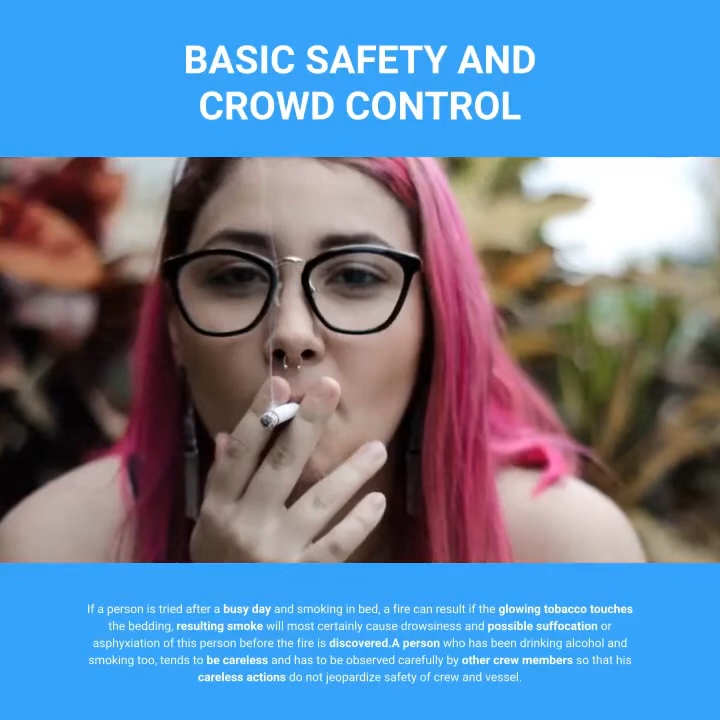 BASIC SAFETY AND
CROWD CONTROL
If a person is tried after a busy day and smoking in bed, a fire can result if the glowing tobacco touches
the bedding, resulting smoke will most certainly cause drowsiness and possible suffocation or
asphyxiation of this person before the fire is discovered.A person who has been drinking alcohol and
smoking too, tends to be careless and has to be observed carefully by other crew members so that his
careless actions do not jeopardize safety of crew and vessel.